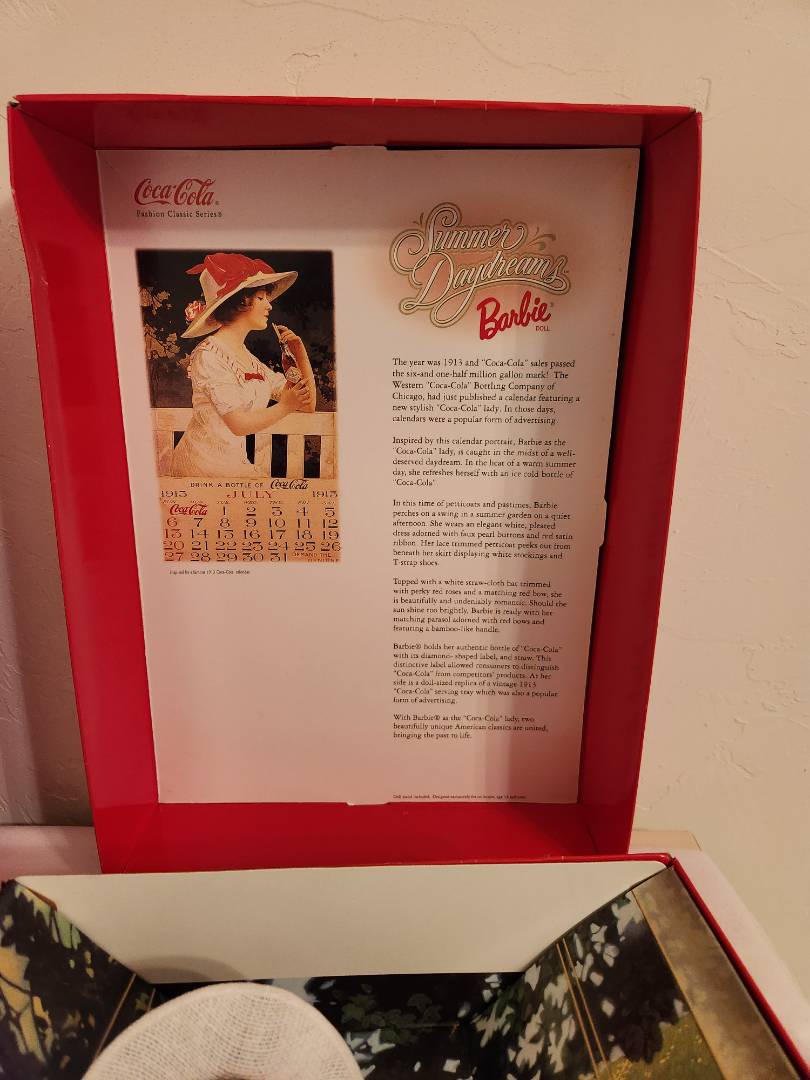 Coca-Cola®
Fashion Classic Series®
DRINK A BOTTLE OF Coca-Cola
1913 JULY 1913
Coca-Cola 1 2 3 4 5
6 7 8 9 10 11 12
13 14 15 16 17 18 19
20 21 22 23 24 25 26
27 28 29 30 31 DEMAND THE
GENUINE
Summer
Daydreams™
Barbie®
DOLL
The year was 1913 and "Coca-Cola" sales passed
the six-and one-half million gallon mark! The
Western "Coca-Cola" Bottling Company of
Chicago, had just published a calendar featuring a
new stylish "Coca-Cola" lady. In those days,
calendars were a popular form of advertising.
Inspired by this calendar portrait, Barbie as the
"Coca-Cola" lady, is caught in the midst of a well-
deserved daydream. In the heat of a warm summer
day, she refreshes herself with an ice cold bottle of
"Coca-Cola"
In this time of petticoats and pastimes, Barbie
perches on a swing in a summer garden on a quiet
afternoon. She wears an elegant white, pleated
dress adorned with faux pearl buttons and red satin
ribbon. Her lace trimmed petticoat peeks out from
beneath her skirt displaying white stockings and
T-strap shoes.
Topped with a white straw-cloth hat trimmed
with perky red roses and a matching red bow, she
is beautifully and undeniably romantic. Should the
sun shine too brightly, Barbie is ready with her
matching parasol adorned with red bows and
featuring a bamboo-like handle.
Barbie® holds her authentic bottle of "Coca-Cola"
with its diamond- shaped label, and straw. This
distinctive label allowed consumers to distinguish
"Coca-Cola" from competitors' products. At her
side is a doll-sized replica of a vintage 1913
"Coca-Cola" serving tray which was also a popular
form of advertising.
With Barbie® as the "Coca-Cola" lady, two
beautifully unique American classics are united,
bringing the past to life.